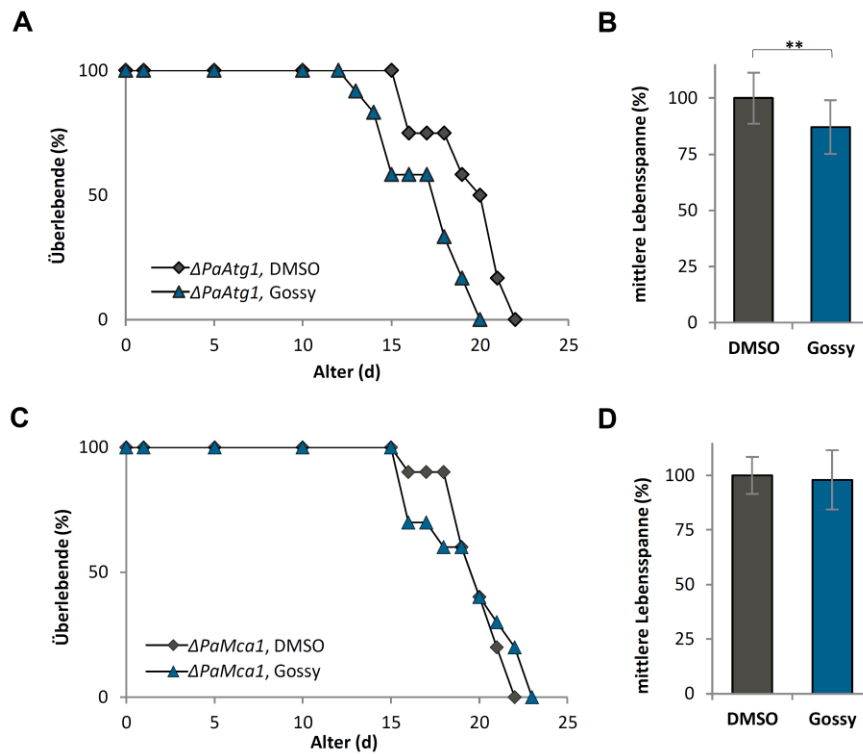 A
Überlebende (%)
100
50
0
ΔPaAtg1, DMSO
ΔPaAtg1, Gossy
0 5 10 15 20 25
Alter (d)
B
**
mittlere Lebensspanne (%)
100
75
50
25
0
DMSO Gossy
C
Überlebende (%)
100
50
0
ΔPaMca1, DMSO
ΔPaMca1, Gossy
0 5 10 15 20 25
Alter (d)
D
mittlere Lebensspanne (%)
100
75
50
25
0
DMSO Gossy